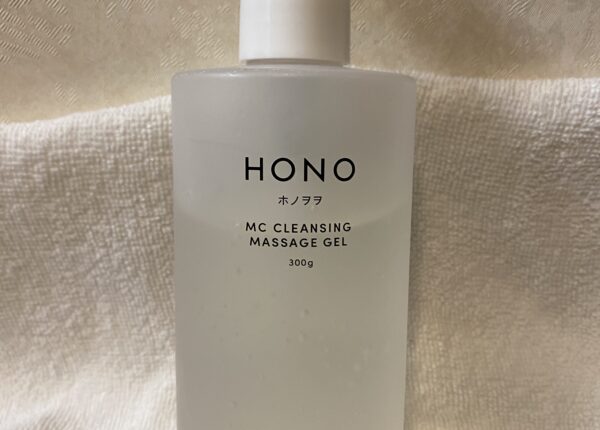 HONO
ホノヲヲ
MC CLEANSING
MASSAGE GEL
300g